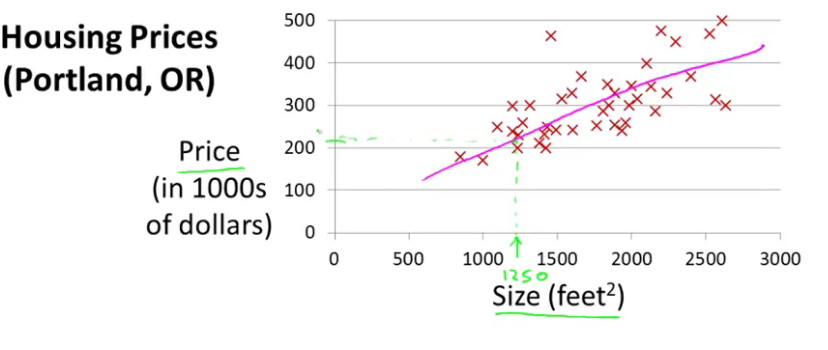 Housing Prices
(Portland, OR)
Price
(in 1000s
of dollars)
500
400
300
200
100
0
0 500 1000 1500 2000 2500 3000
1250
Size (feet²)